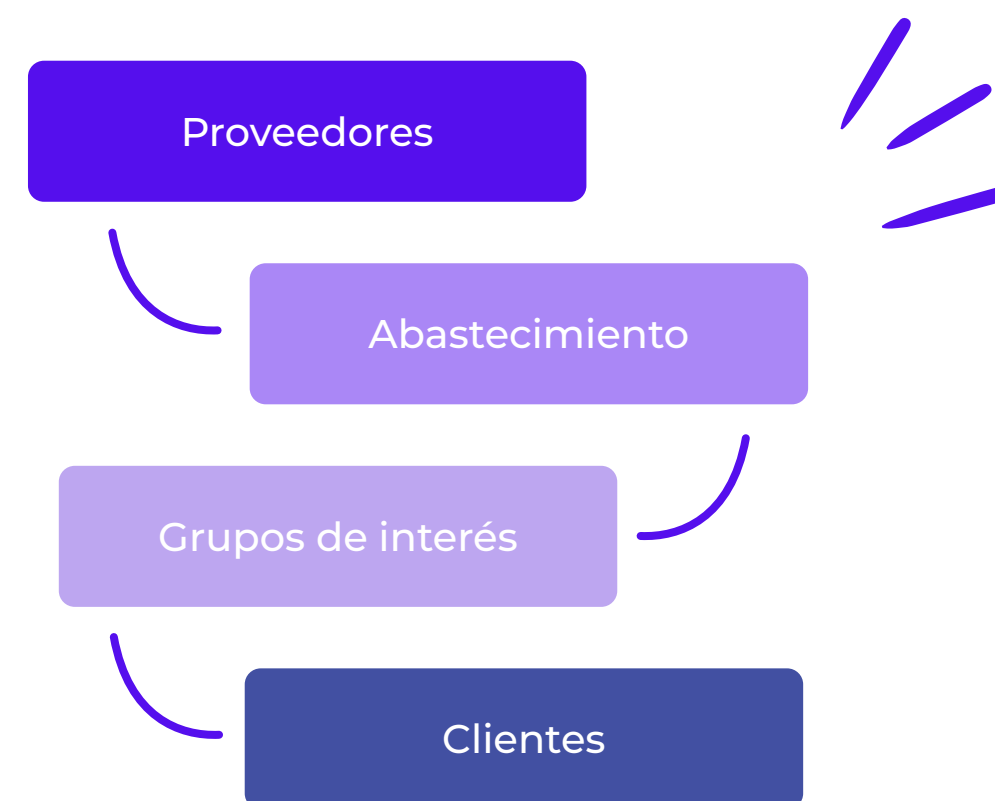 Proveedores
Abastecimiento
Grupos de interés
Clientes